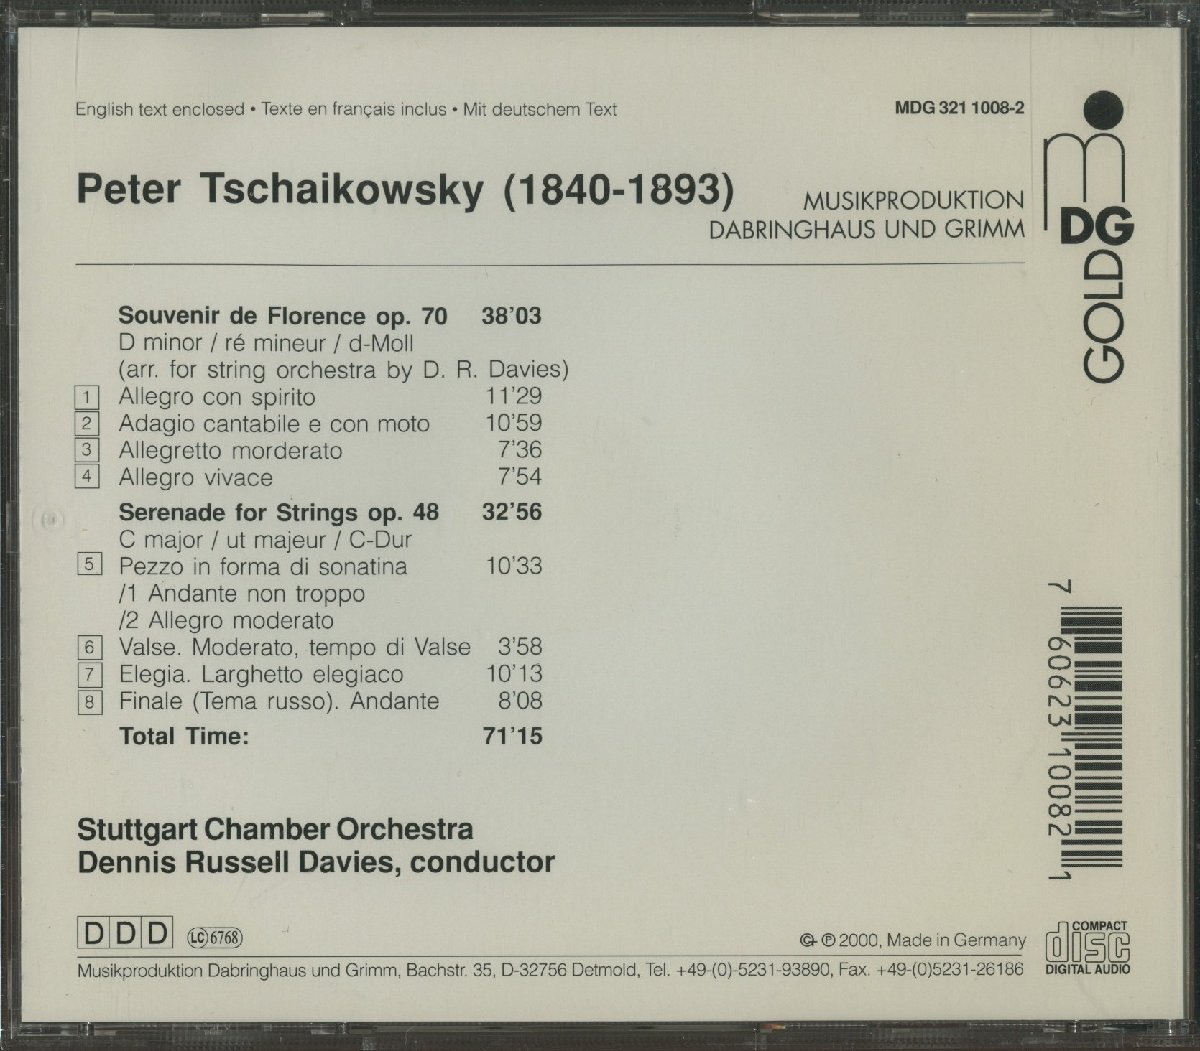 English text enclosed • Texte en français inclus • Mit deutschem Text
MDG 321 1008-2
Peter Tschaikowsky (1840-1893)
MUSIKPRODUKTION
DABRINGHAUS UND GRIMM
m
DG
GOLD
Souvenir de Florence op. 70 38'03
D minor / ré mineur / d-Moll
(arr. for string orchestra by D. R. Davies)
1 Allegro con spirito 11'29
2 Adagio cantabile e con moto 10'59
3 Allegretto morderato 7'36
4 Allegro vivace 7'54
Serenade for Strings op. 48 32'56
C major / ut majeur / C-Dur
5 Pezzo in forma di sonatina 10'33
/1 Andante non troppo
/2 Allegro moderato
6 Valse. Moderato, tempo di Valse 3'58
7 Elegia. Larghetto elegiaco 10'13
8 Finale (Tema russo). Andante 8'08
Total Time: 71'15
7 60623 10082 1
Stuttgart Chamber Orchestra
Dennis Russell Davies, conductor
DDD LC 6768
© ℗ 2000, Made in Germany
COMPACT
disc
DIGITAL AUDIO
Musikproduktion Dabringhaus und Grimm, Bachstr. 35, D-32756 Detmold, Tel. +49-(0)-5231-93890, Fax. +49-(0)5231-26186